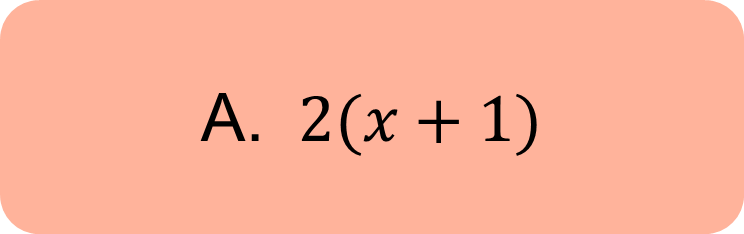 A. 2(𝑥 + 1)